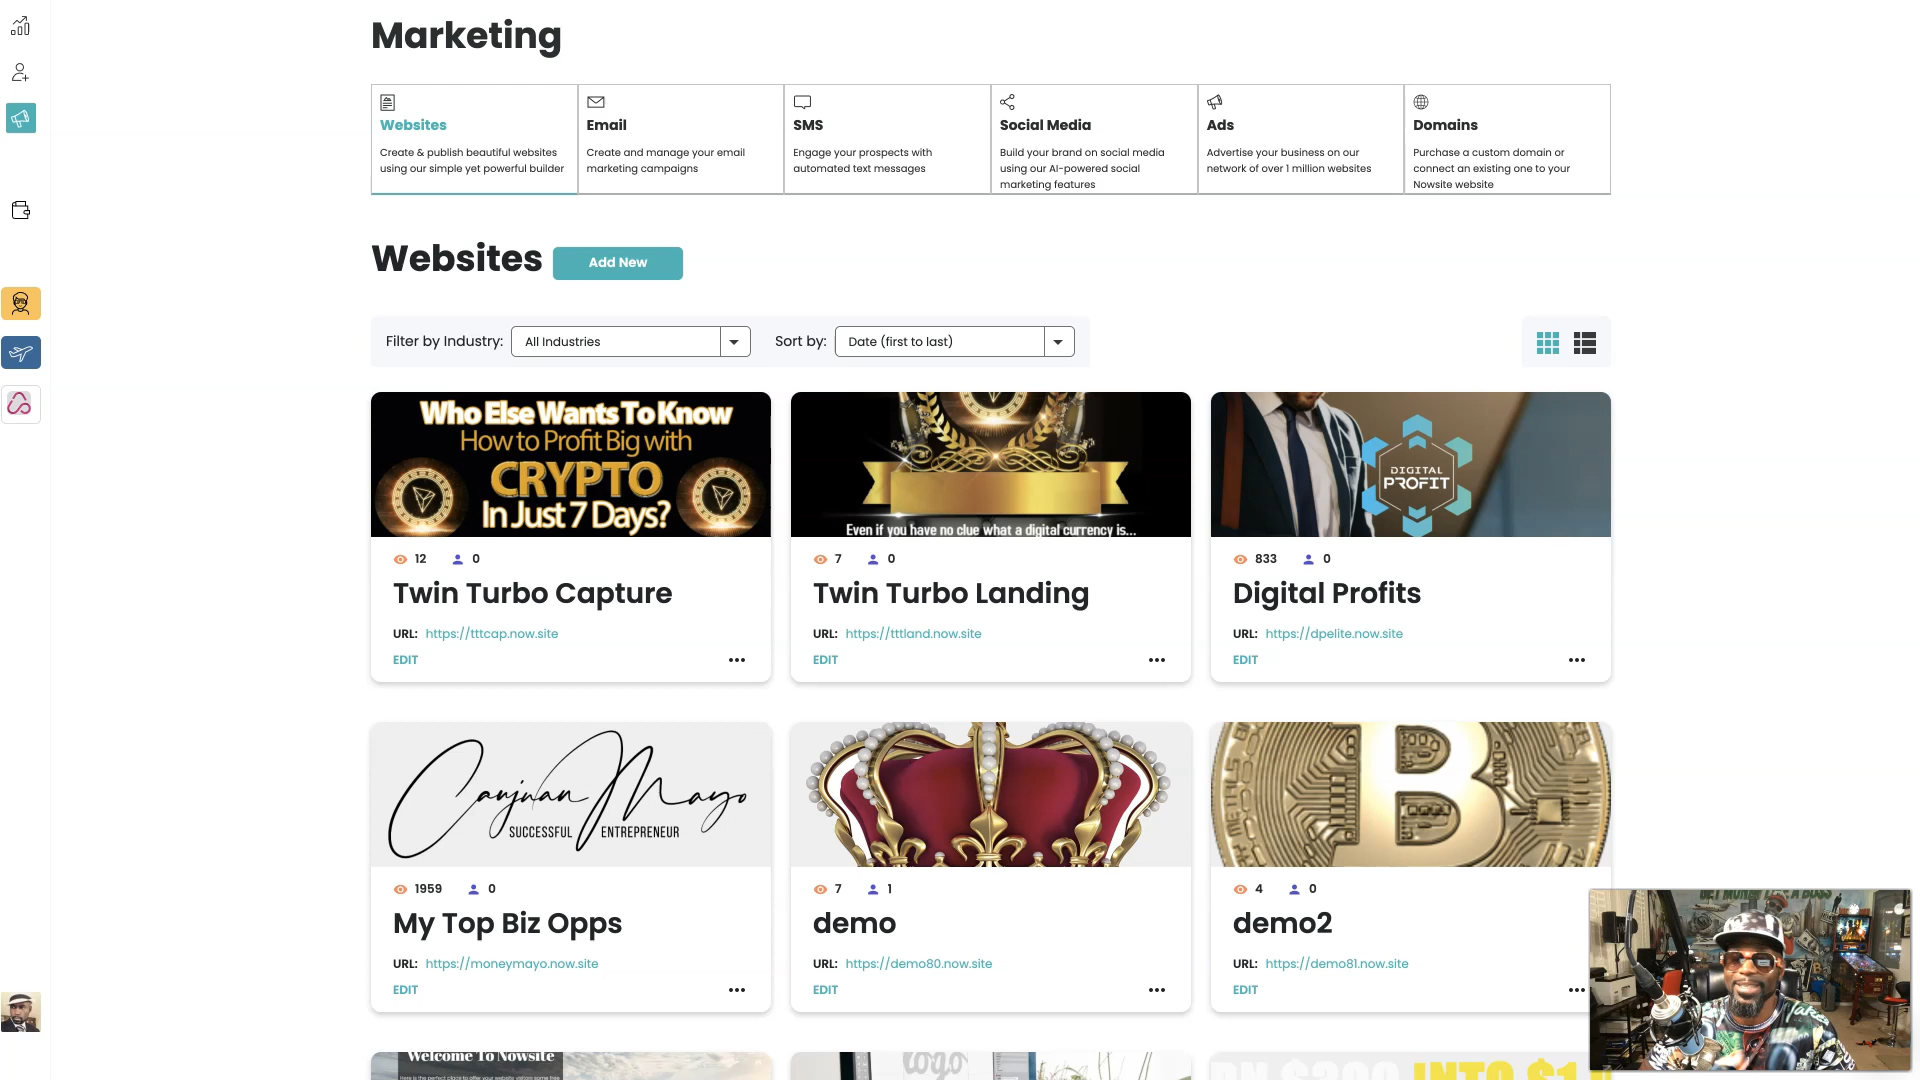 Marketing
Websites
Create & publish beautiful websites
using our simple yet powerful builder
Email
Create and manage your email
marketing campaigns
SMS
Engage your prospects with
automated text messages
Social Media
Build your brand on social media
using our AI-powered social
marketing features
Ads
Advertise your business on our
network of over 1 million websites
Domains
Purchase a custom domain or
connect an existing one to your
Nowsite website
Websites
Add New
Filter by Industry:
All Industries
Sort by:
Date (first to last)
Who Else Wants To Know
How to Profit Big with
CRYPTO
In Just 7 Days?
Even if you have no clue what a digital currency is...
DIGITAL
PROFIT
12 0
Twin Turbo Capture
URL: https://tttcap.now.site
EDIT
7 0
Twin Turbo Landing
URL: https://tttland.now.site
EDIT
833 0
Digital Profits
URL: https://dpelite.now.site
EDIT
Caujuan Mayo
SUCCESSFUL ENTREPRENEUR
B
1959 0
My Top Biz Opps
URL: https://moneymayo.now.site
EDIT
7 1
demo
URL: https://demo80.now.site
EDIT
4 0
demo2
URL: https://demo81.now.site
EDIT
Welcome To Nowsite
logo
INTO $1